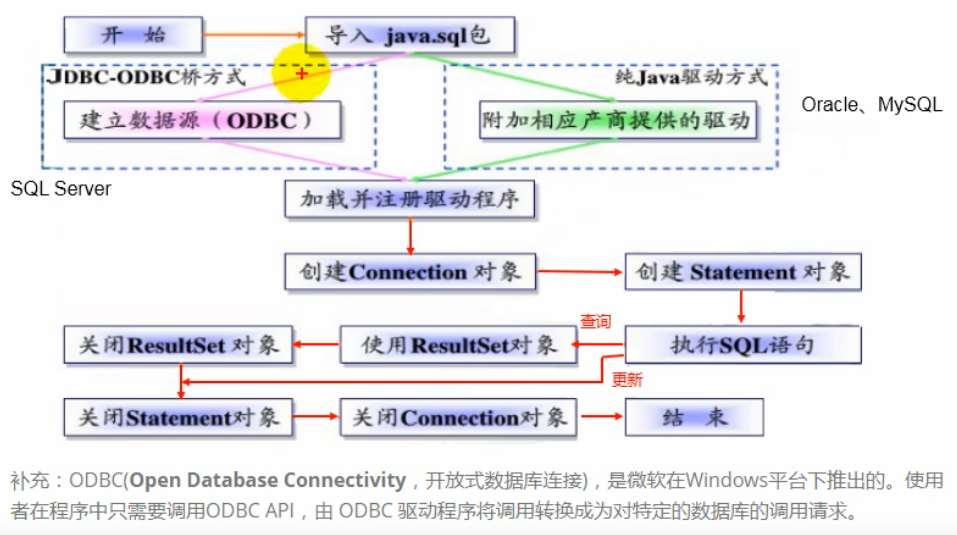 开 始
导入 java.sql包
JDBC-ODBC桥方式
纯Java驱动方式
建立数据源（ODBC）
附加相应产商提供的驱动
Oracle、MySQL
SQL Server
加载并注册驱动程序
创建Connection 对象
创建 Statement 对象
查询
关闭ResultSet 对象
使用ResultSet对象
执行SQL语句
更新
关闭Statement对象
关闭Connection对象
结 束
补充：ODBC(Open Database Connectivity，开放式数据库连接)，是微软在Windows平台下推出的。使用
者在程序中只需要调用ODBC API，由 ODBC 驱动程序将调用转换成为对特定的数据库的调用请求。